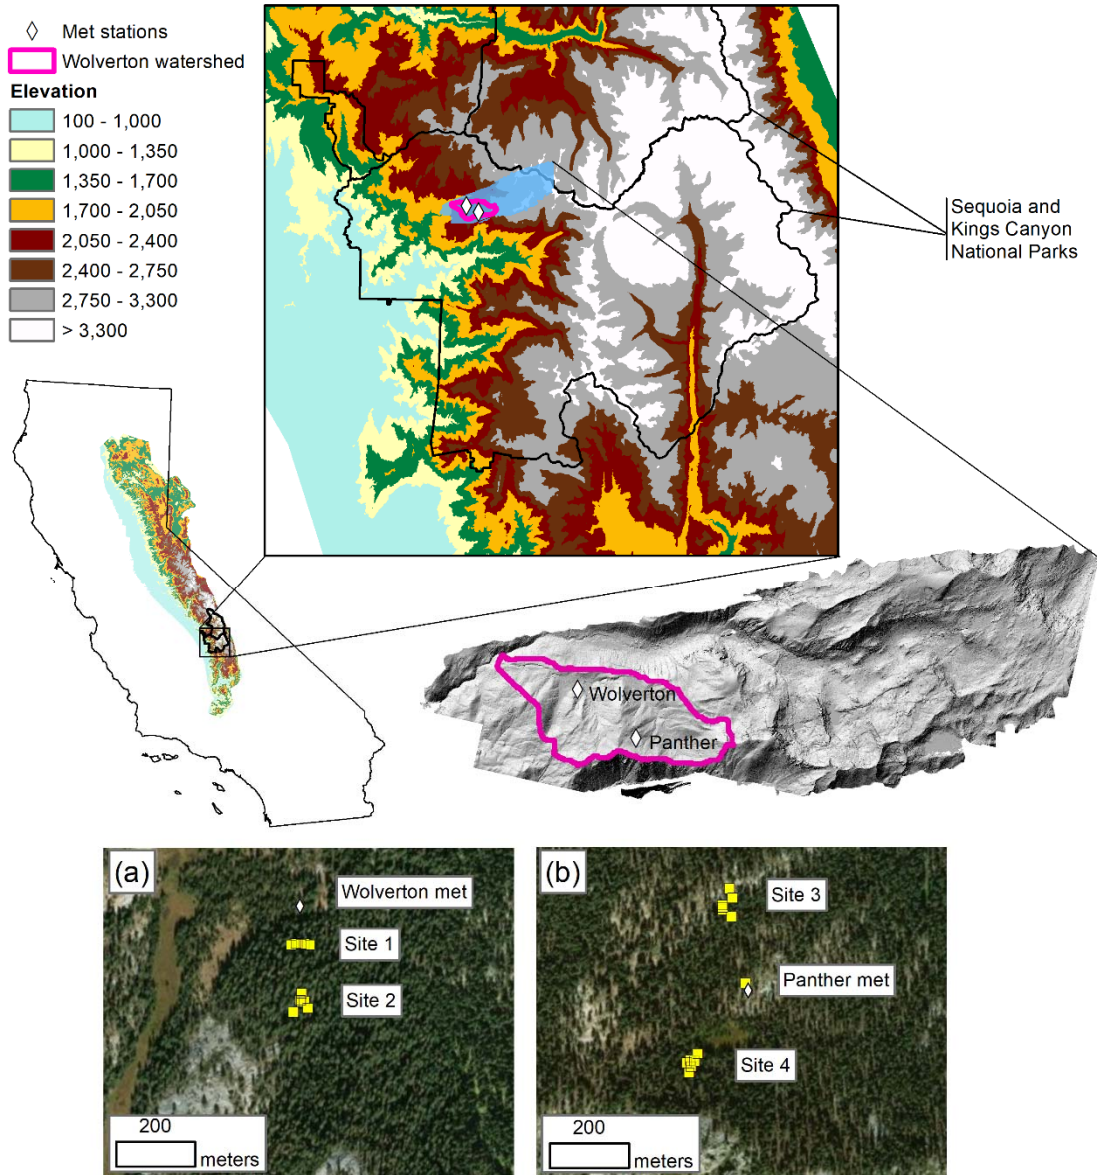 Met stations
Wolverton watershed
Elevation
100 - 1,000
1,000 - 1,350
1,350 - 1,700
1,700 - 2,050
2,050 - 2,400
2,400 - 2,750
2,750 - 3,300
> 3,300
Sequoia and
Kings Canyon
National Parks
Wolverton
Panther
(a)
Wolverton met
Site 1
Site 2
200
meters
(b)
Site 3
Panther met
Site 4
200
meters